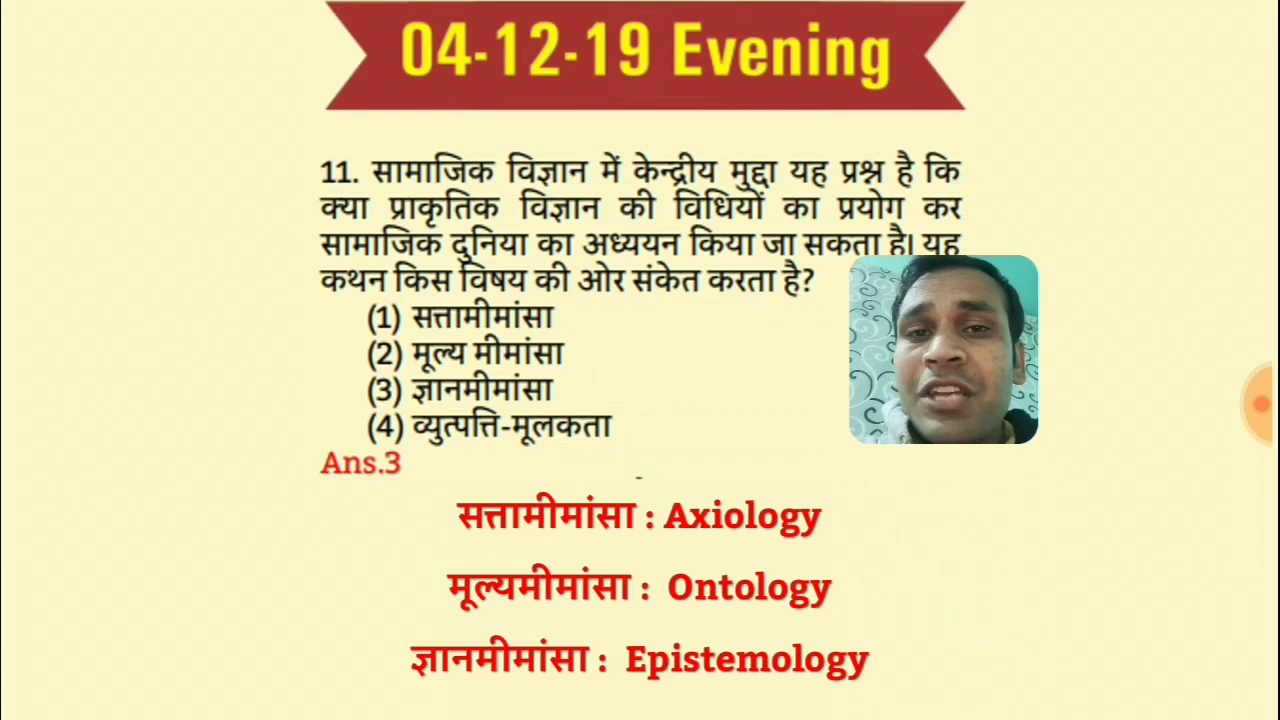 04-12-19 Evening
11. सामाजिक विज्ञान में केन्द्रीय मुद्दा यह प्रश्न है कि
क्या प्राकृतिक विज्ञान की विधियों का प्रयोग कर
सामाजिक दुनिया का अध्ययन किया जा सकता है। यह
कथन किस विषय की ओर संकेत करता है?
(1) सत्तामीमांसा
(2) मूल्य मीमांसा
(3) ज्ञानमीमांसा
(4) व्युत्पत्ति-मूलकता
Ans.3
सत्तामीमांसा : Axiology
मूल्यमीमांसा : Ontology
ज्ञानमीमांसा : Epistemology